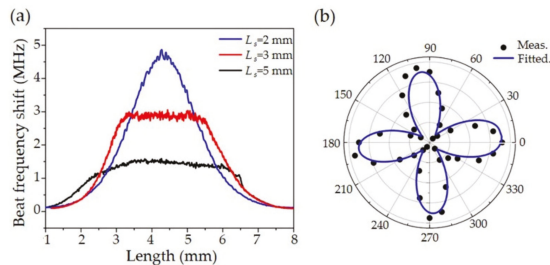 (a)
Beat frequency shift (MHz)
5
4
3
2
1
0
1 2 3 4 5 6 7 8
Length (mm)
Ls=2 mm
Ls=3 mm
Ls=5 mm
(b)
Meas.
Fitted.
90
120 60
150 30
180 0
210 330
240 300
270